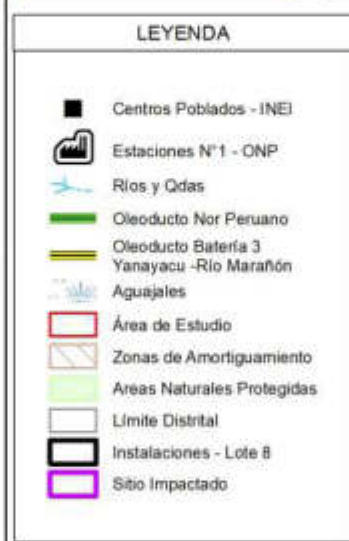 LEYENDA
Centros Poblados - INEI
Estaciones N°1 - ONP
Ríos y Qdas
Oleoducto Nor Peruano
Oleoducto Batería 3
Yanayacu -Río Marañón
Aguajales
Área de Estudio
Zonas de Amortiguamiento
Areas Naturales Protegidas
Límite Distrital
Instalaciones - Lote 8
Sitio Impactado